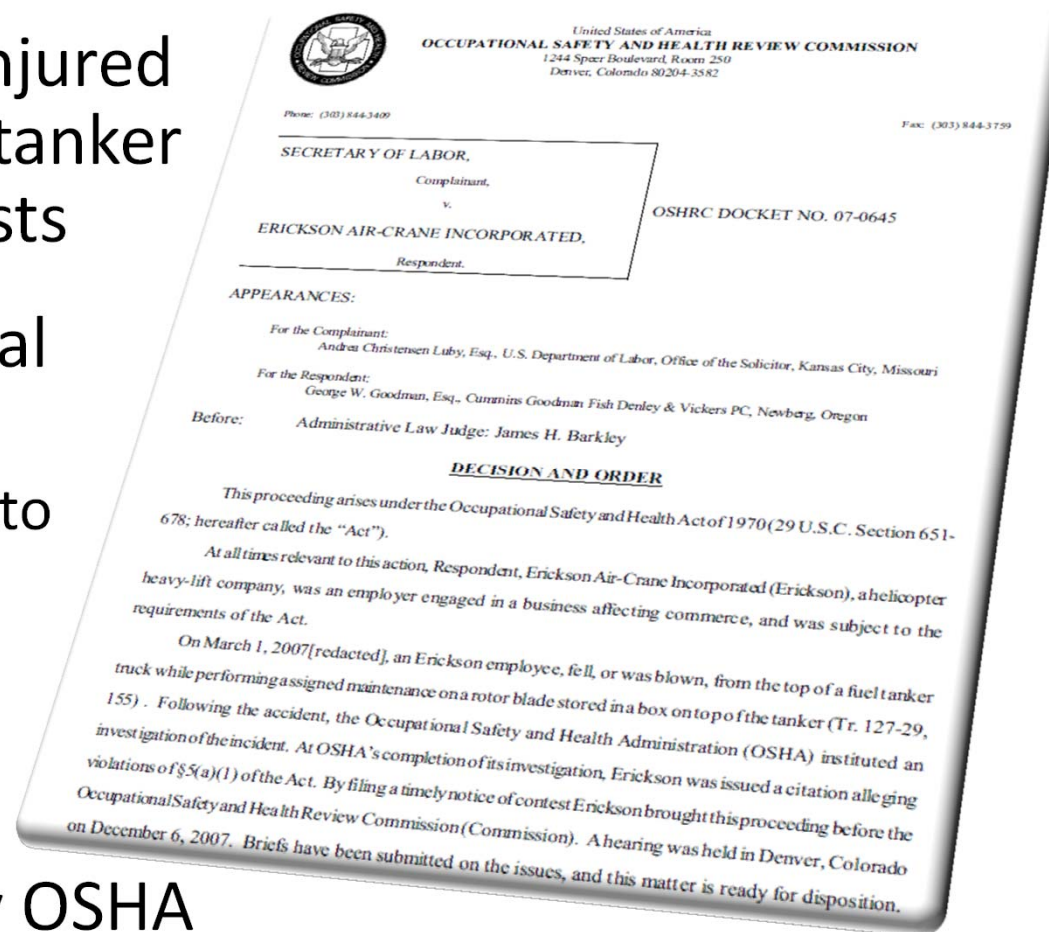 njured
tanker
sts
al
to
OSHA
United States of America
OCCUPATIONAL SAFETY AND HEALTH REVIEW COMMISSION
1244 Speer Boulevard, Room 250
Denver, Colorado 80204-3582
Phone: (303) 844-3409
Fax: (303) 844-3759
SECRETARY OF LABOR,
Complainant,
v.
ERICKSON AIR-CRANE INCORPORATED,
Respondent.
OSHRC DOCKET NO. 07-0645
APPEARANCES:
For the Complainant:
Andrea Christensen Luby, Esq., U.S. Department of Labor, Office of the Solicitor, Kansas City, Missouri
For the Respondent:
George W. Goodman, Esq., Cummins Goodman Fish Denley & Vickers PC, Newberg, Oregon
Before: Administrative Law Judge: James H. Barkley
DECISION AND ORDER
This proceeding arises under the Occupational Safety and Health Act of 1970 (29 U.S.C. Section 651-
678; hereafter called the “Act”).
At all times relevant to this action, Respondent, Erickson Air-Crane Incorporated (Erickson), a helicopter
heavy-lift company, was an employer engaged in a business affecting commerce, and was subject to the
requirements of the Act.
On March 1, 2007[redacted], an Erickson employee, fell, or was blown, from the top of a fuel tanker
truck while performing assigned maintenance on a rotor blade stored in a box on top of the tanker (Tr. 127-29,
155) . Following the accident, the Occupational Safety and Health Administration (OSHA) instituted an
investigation of the incident. At OSHA’s completion of its investigation, Erickson was issued a citation alleging
violations of §5(a)(1) of the Act. By filing a timely notice of contest Erickson brought this proceeding before the
Occupational Safety and Health Review Commission (Commission). A hearing was held in Denver, Colorado
on December 6, 2007. Briefs have been submitted on the issues, and this matter is ready for disposition.